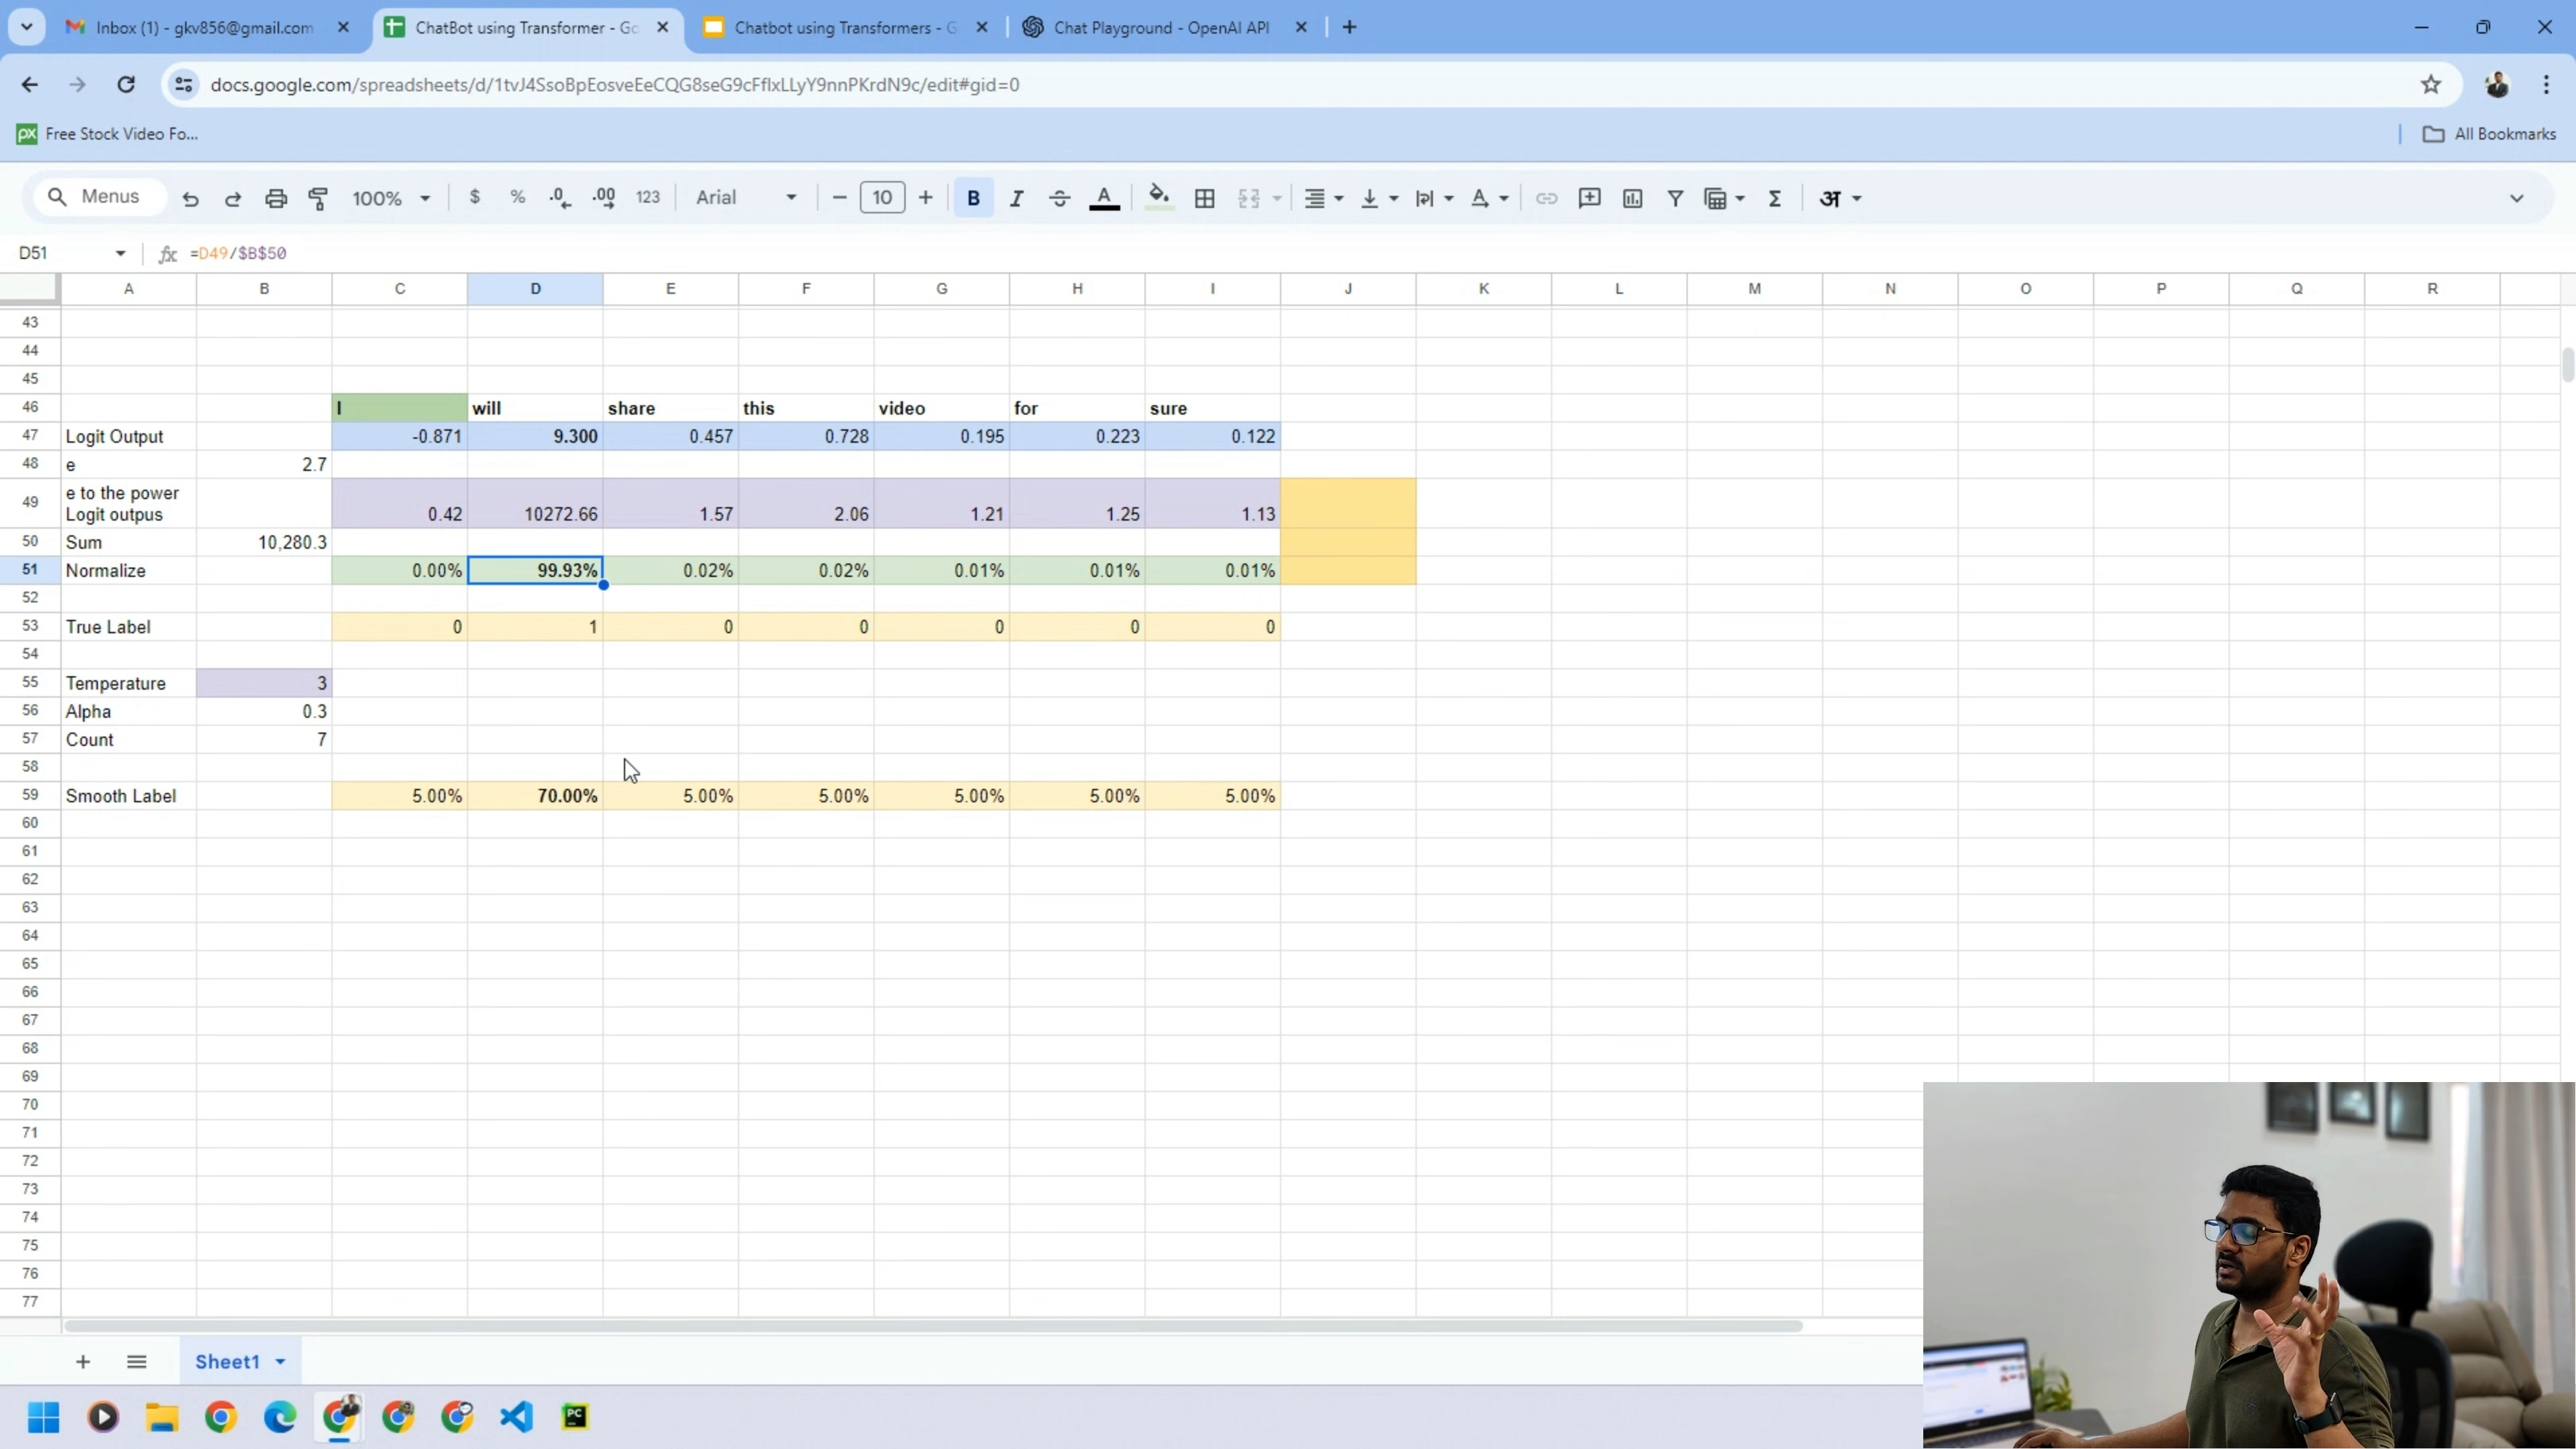 Inbox (1) - gkv856@gmail.com
ChatBot using Transformer - Go
Chatbot using Transformers - G
Chat Playground - OpenAI API
docs.google.com/spreadsheets/d/1tvJ4SsoBpEosveEeCQG8seG9cFfIxLLyY9nnPKrdN9c/edit#gid=0
px Free Stock Video Fo...
All Bookmarks
Menus 100% $ % .0 .00 123 Arial 10 B I A अ
D51 fx =D49/$B$50
A B C D E F G H I J K L M N O P Q R
43
44
45
46 I will share this video for sure
47 Logit Output -0.871 9.300 0.457 0.728 0.195 0.223 0.122
48 e 2.7
49 e to the power
Logit outpus 0.42 10272.66 1.57 2.06 1.21 1.25 1.13
50 Sum 10,280.3
51 Normalize 0.00% 99.93% 0.02% 0.02% 0.01% 0.01% 0.01%
52
53 True Label 0 1 0 0 0 0 0
54
55 Temperature 3
56 Alpha 0.3
57 Count 7
58
59 Smooth Label 5.00% 70.00% 5.00% 5.00% 5.00% 5.00% 5.00%
60
61
62
63
64
65
66
67
68
69
70
71
72
73
74
75
76
77
Sheet1
PC